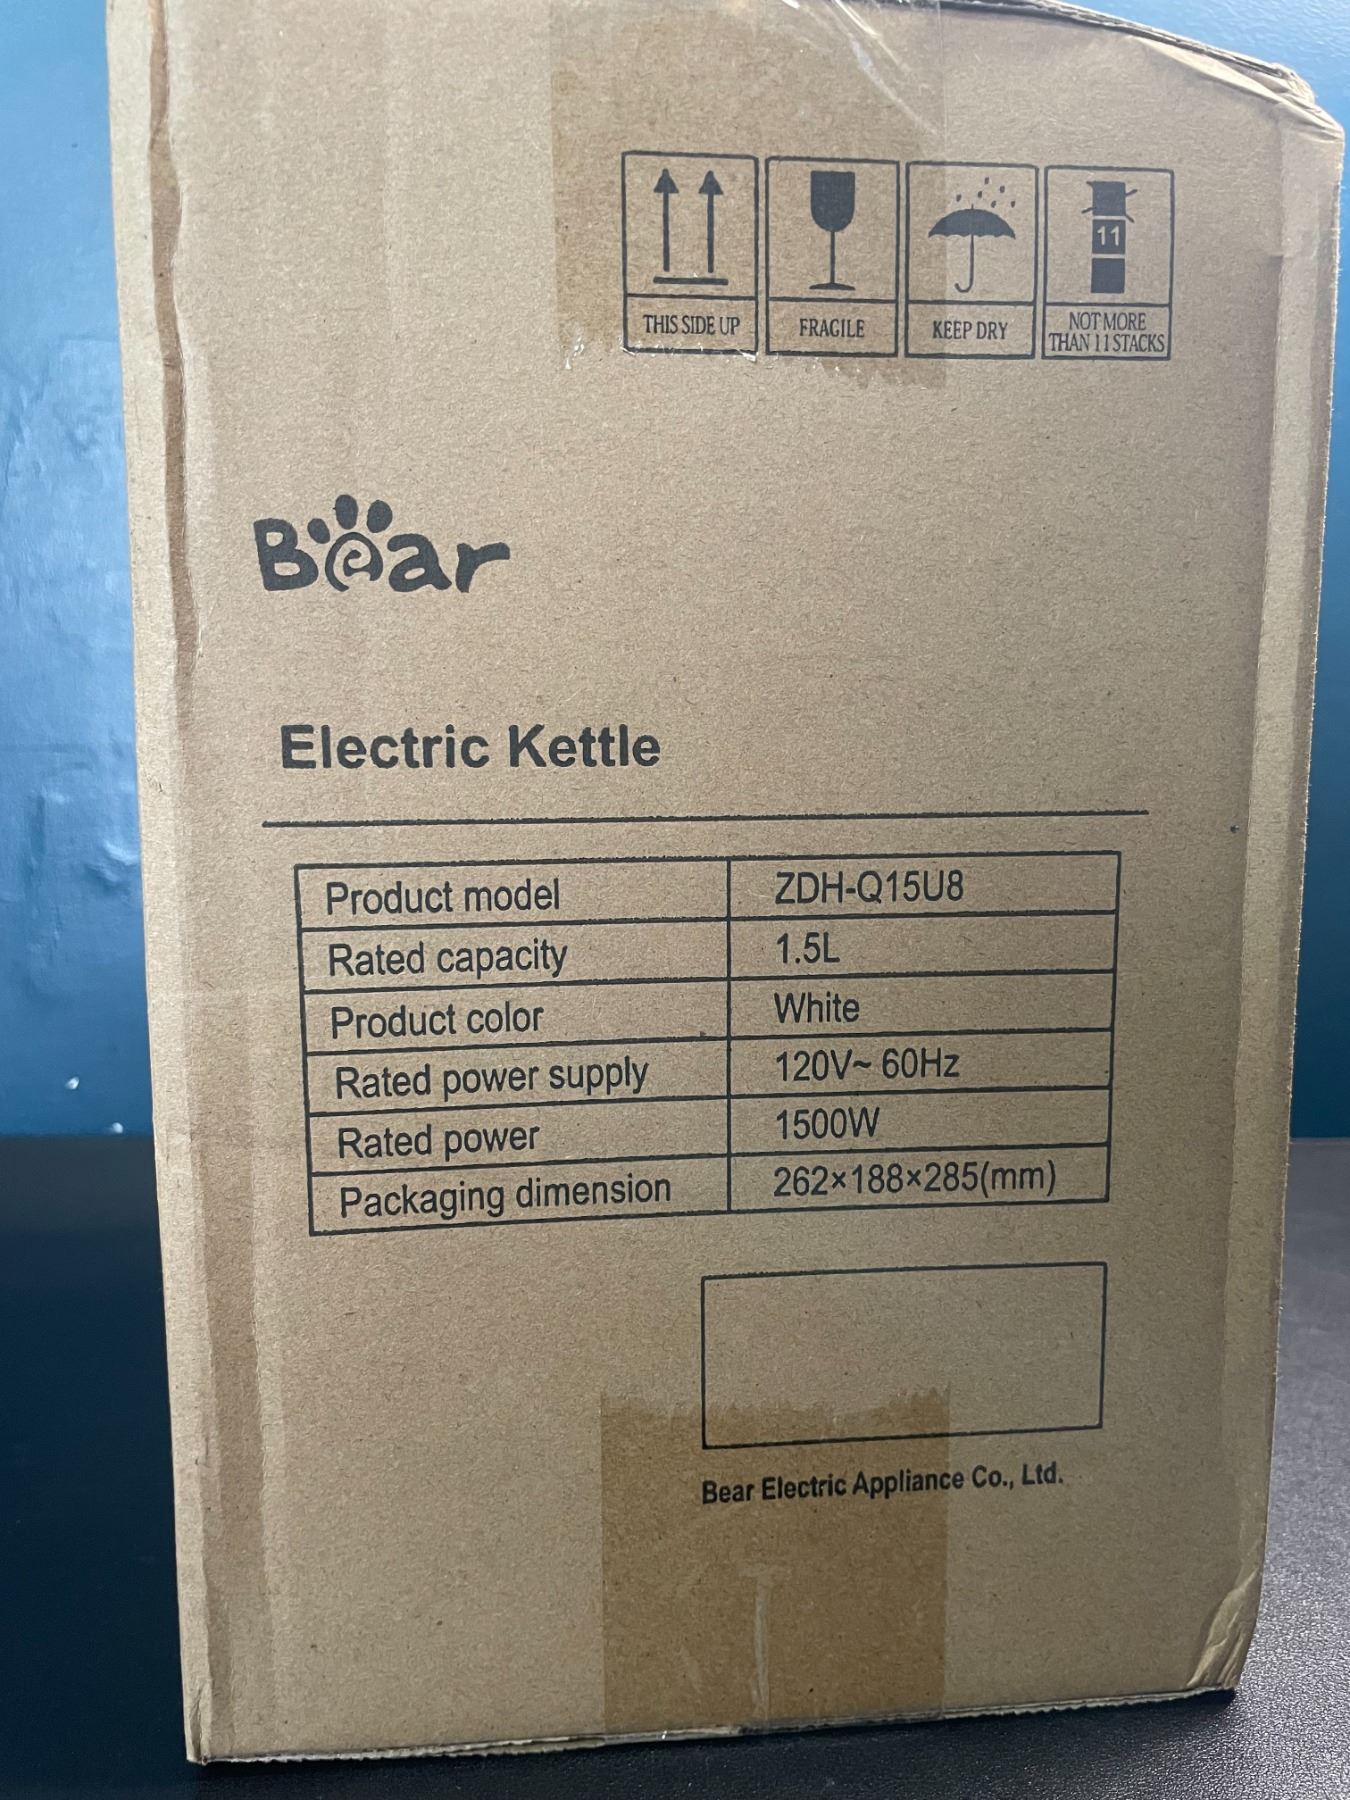 11
THIS SIDE UP
FRAGILE
KEEP DRY
NOT MORE
THAN 11 STACKS
Bear
Electric Kettle
Product model ZDH-Q15U8
Rated capacity 1.5L
Product color White
Rated power supply 120V~ 60Hz
Rated power 1500W
Packaging dimension 262×188×285(mm)
Bear Electric Appliance Co., Ltd.